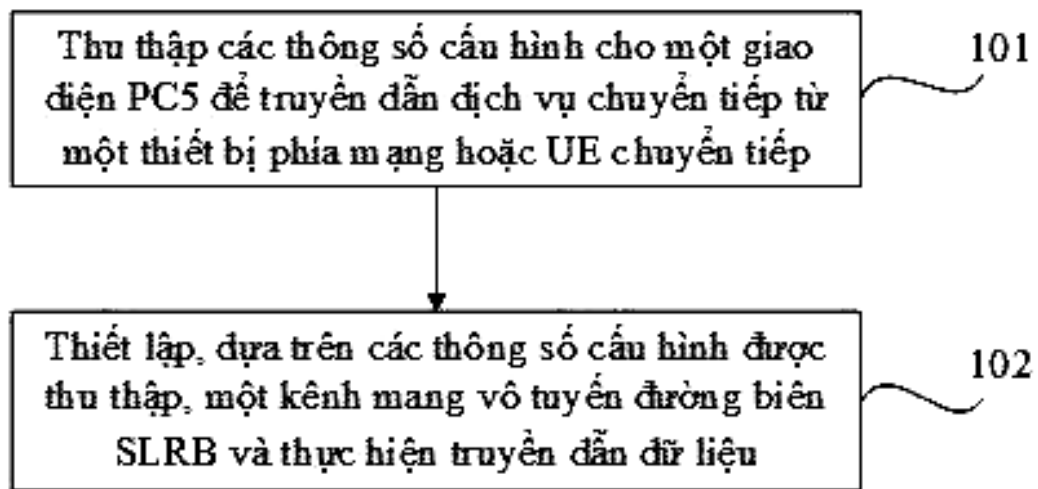 Thu thập các thông số cấu hình cho một giao
diện PC5 để truyền dẫn dịch vụ chuyển tiếp từ
một thiết bị phía mạng hoặc UE chuyển tiếp
101
Thiết lập, dựa trên các thông số cấu hình được
thu thập, một kênh mang vô tuyến đường biên
SLRB và thực hiện truyền dẫn dữ liệu
102